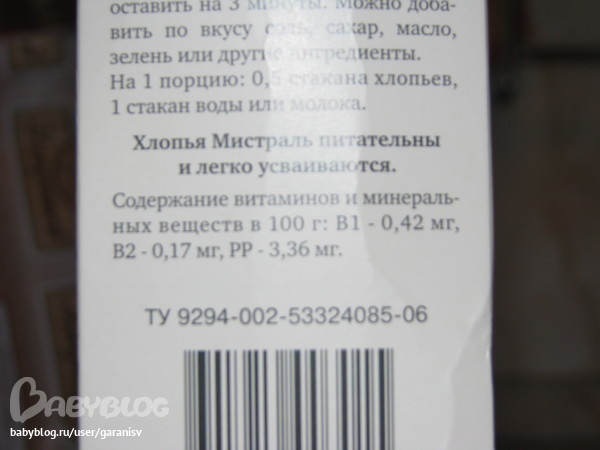 оставить на 3 минуты. Можно доба-
вить по вкусу соль, сахар, масло,
зелень или другие ингредиенты.
На 1 порцию: 0,5 стакана хлопьев,
1 стакан воды или молока.
Хлопья Мистраль питательны
и легко усваиваются.
Содержание витаминов и минераль-
ных веществ в 100 г: В1 - 0,42 мг,
В2 - 0,17 мг, РР - 3,36 мг.
ТУ 9294-002-53324085-06
BABYBLOG
babyblog.ru/user/garanisv